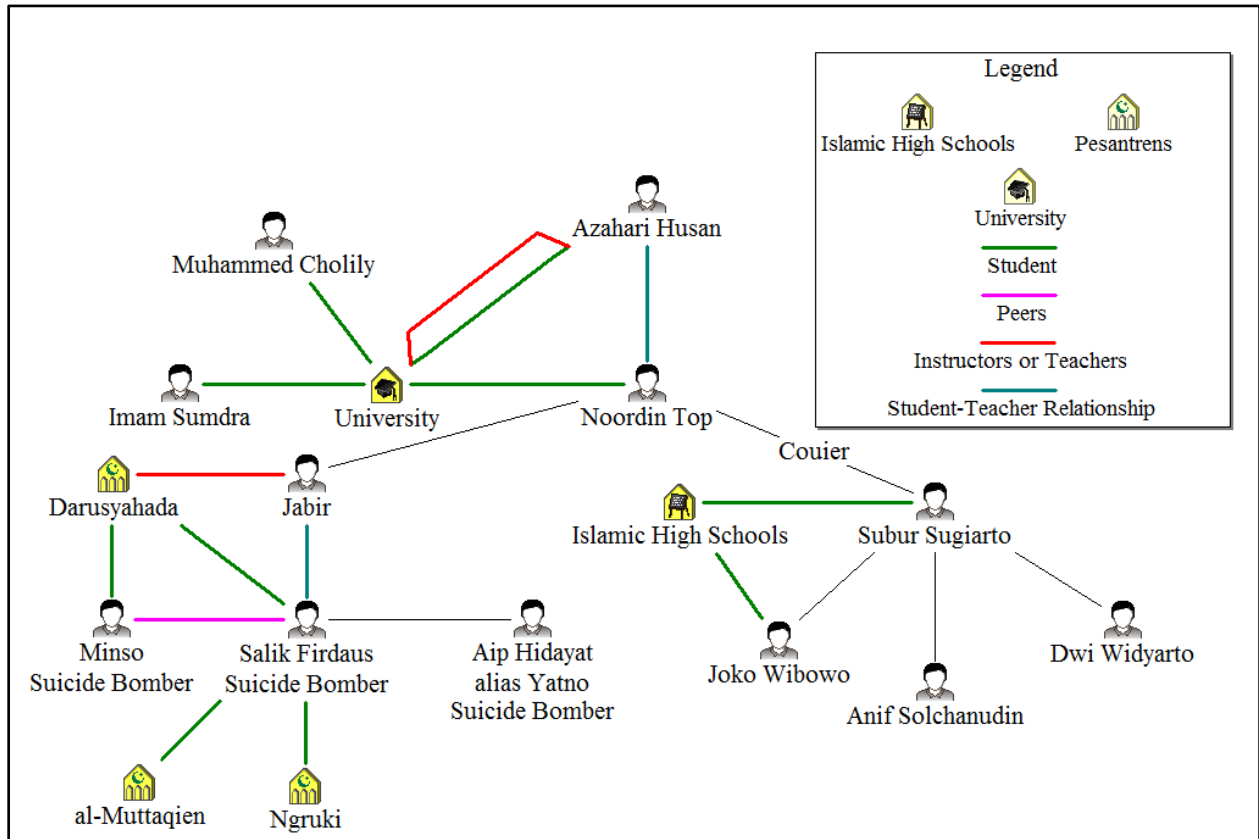 Legend
Islamic High Schools
Pesantrens
University
Student
Peers
Instructors or Teachers
Student-Teacher Relationship
Azahari Husan
Muhammed Cholily
Imam Sumdra
University
Noordin Top
Couier
Darusyahada
Jabir
Islamic High Schools
Subur Sugiarto
Minso
Suicide Bomber
Salik Firdaus
Suicide Bomber
Aip Hidayat
alias Yatno
Suicide Bomber
Joko Wibowo
Anif Solchanudin
Dwi Widyarto
al-Muttaqien
Ngruki